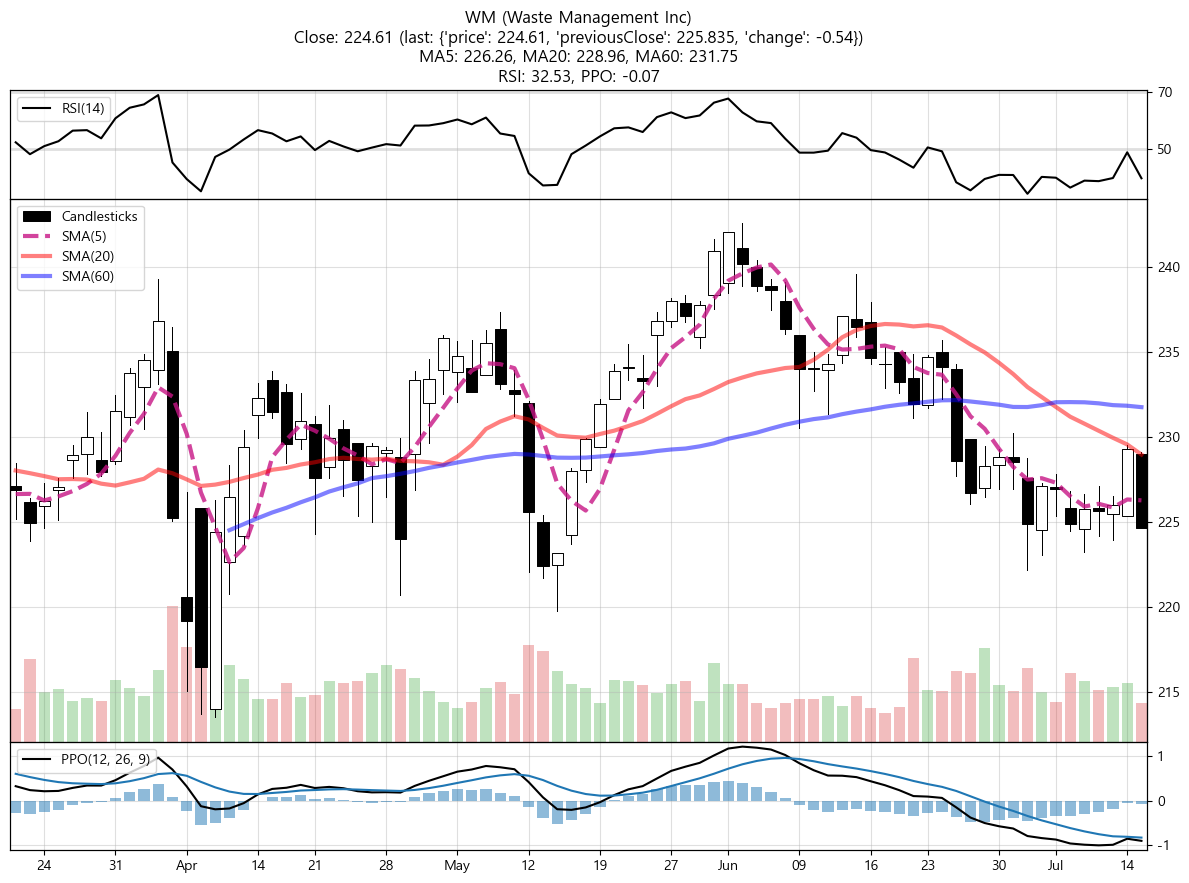 WM (Waste Management Inc)
Close: 224.61 (last: {'price': 224.61, 'previousClose': 225.835, 'change': -0.54})
MA5: 226.26, MA20: 228.96, MA60: 231.75
RSI: 32.53, PPO: -0.07
RSI(14)
70
50
Candlesticks
SMA(5)
SMA(20)
SMA(60)
240
235
230
225
220
215
PPO(12, 26, 9)
1
0
-1
24 31 Apr 14 21 28 May 12 19 27 Jun 09 16 23 30 Jul 14